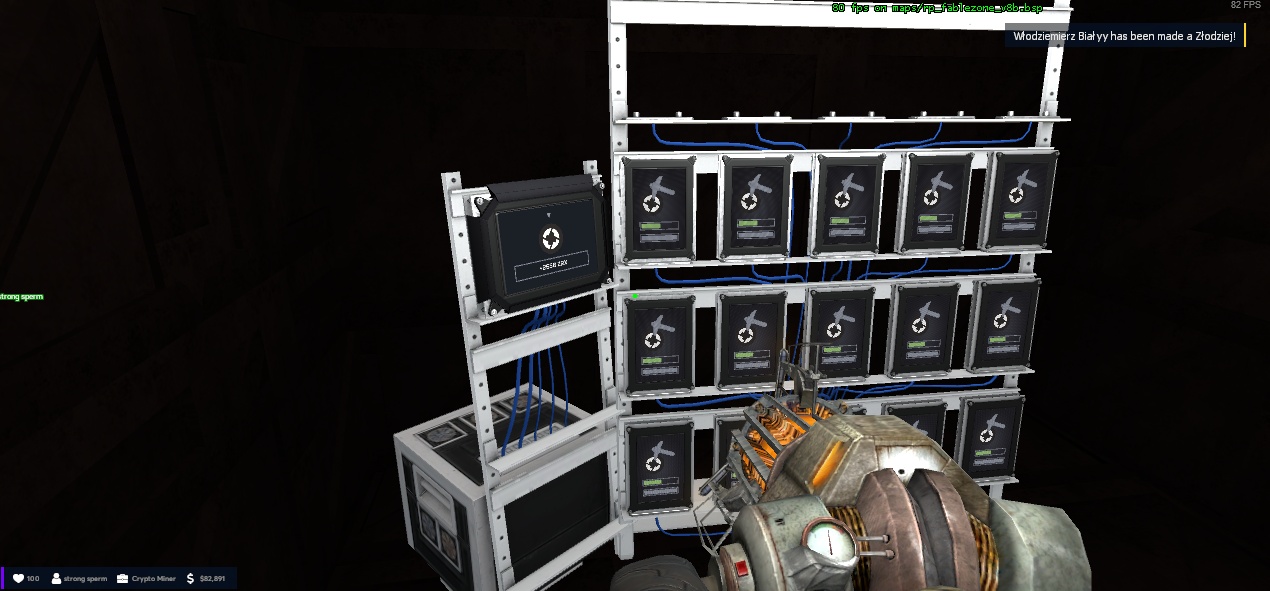 80 fps on maps/rp_fablezone_v8b.bsp
82 FPS
Włodziemierz Białyy has been made a Złodziej!
strong sperm
100
strong sperm
Crypto Miner
$82,891